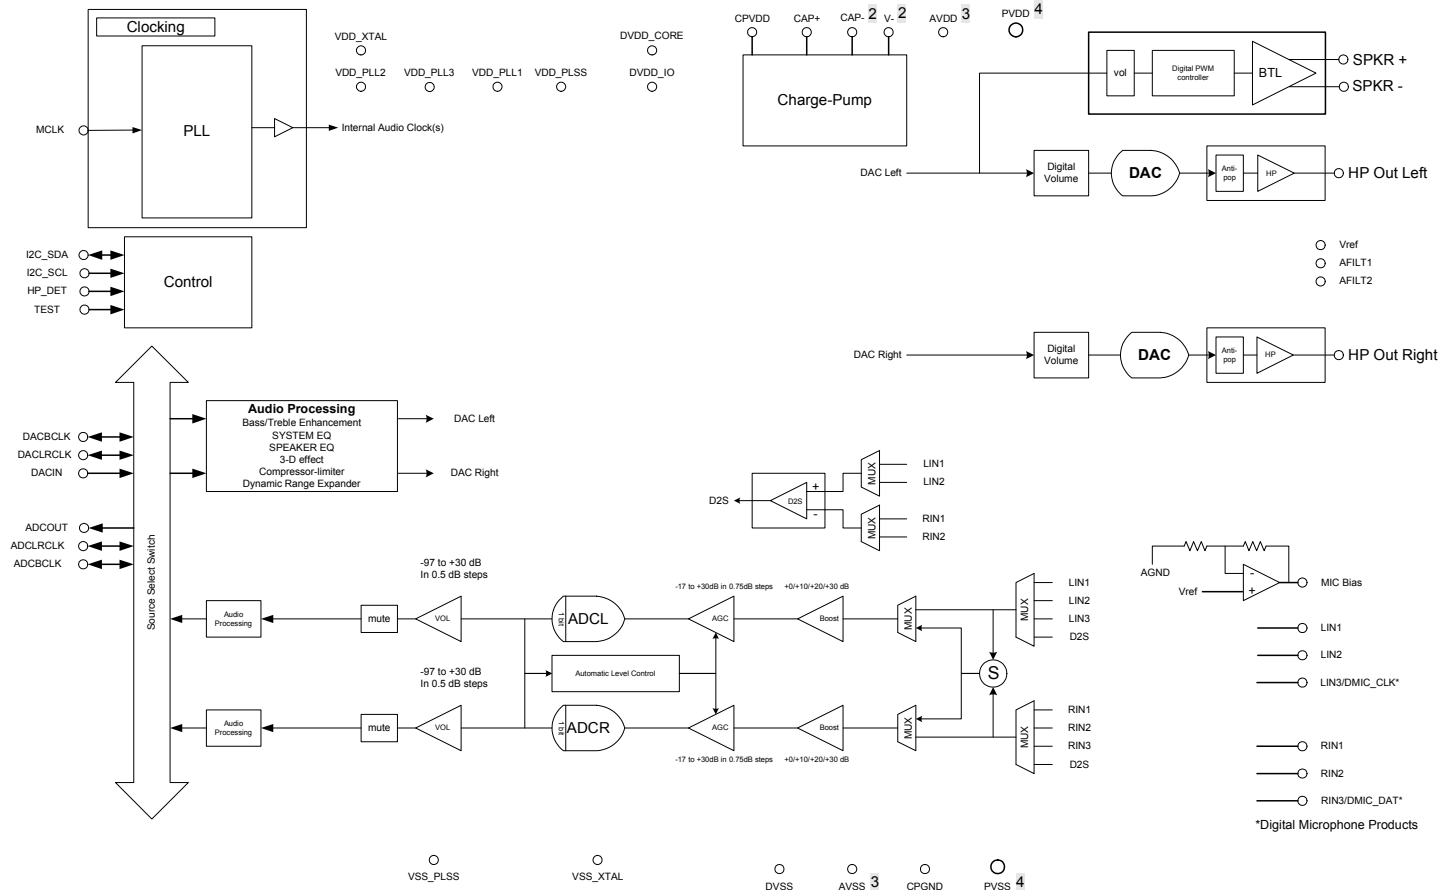 Clocking
PLL
MCLK
Internal Audio Clock(s)
VDD_XTAL
VDD_PLL2
VDD_PLL3
VDD_PLL1
VDD_PLSS
DVDD_CORE
DVDD_IO
CPVDD
CAP+
CAP- 2
V- 2
AVDD 3
PVDD 4
Charge-Pump
vol
Digital PWM
controller
BTL
SPKR +
SPKR -
DAC Left
Digital
Volume
DAC
Anti-
pop
HP
HP Out Left
I2C_SDA
I2C_SCL
HP_DET
TEST
Control
Vref
AFILT1
AFILT2
DAC Right
Digital
Volume
DAC
Anti-
pop
HP
HP Out Right
Source Select Switch
DACBCLK
DACLRCLK
DACIN
ADCOUT
ADCLRCLK
ADCBCLK
Audio Processing
Bass/Treble Enhancement
SYSTEM EQ
SPEAKER EQ
3-D effect
Compressor-limiter
Dynamic Range Expander
DAC Left
DAC Right
D2S
D2S
+
-
MUX
LIN1
LIN2
MUX
RIN1
RIN2
-97 to +30 dB
In 0.5 dB steps
-17 to +30dB in 0.75dB steps
+0/+10/+20/+30 dB
Audio
Processing
mute
VOL
1 bit
ADCL
AGC
Boost
MUX
MUX
LIN1
LIN2
LIN3
D2S
-97 to +30 dB
In 0.5 dB steps
Automatic Level Control
S
Audio
Processing
mute
VOL
1 bit
ADCR
AGC
Boost
MUX
MUX
RIN1
RIN2
RIN3
D2S
-17 to +30dB in 0.75dB steps
+0/+10/+20/+30 dB
AGND
Vref
-
+
MIC Bias
LIN1
LIN2
LIN3/DMIC_CLK*
RIN1
RIN2
RIN3/DMIC_DAT*
*Digital Microphone Products
VSS_PLSS
VSS_XTAL
DVSS
AVSS 3
CPGND
PVSS 4